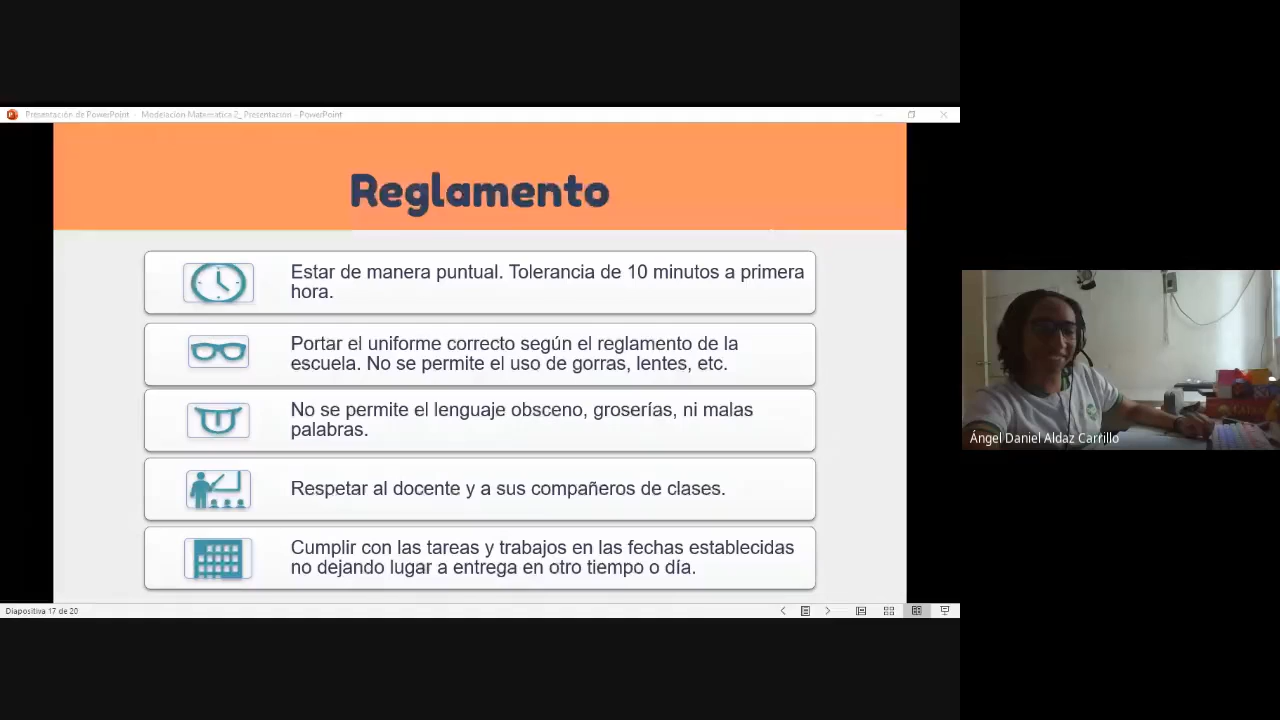 Presentación de PowerPoint - Modelación Matemática 2_ Presentación - PowerPoint
Reglamento
Estar de manera puntual. Tolerancia de 10 minutos a primera
hora.
Portar el uniforme correcto según el reglamento de la
escuela. No se permite el uso de gorras, lentes, etc.
No se permite el lenguaje obsceno, groserías, ni malas
palabras.
Respetar al docente y a sus compañeros de clases.
Cumplir con las tareas y trabajos en las fechas establecidas
no dejando lugar a entrega en otro tiempo o día.
Diapositiva 17 de 20
Ángel Daniel Aldaz Carrillo